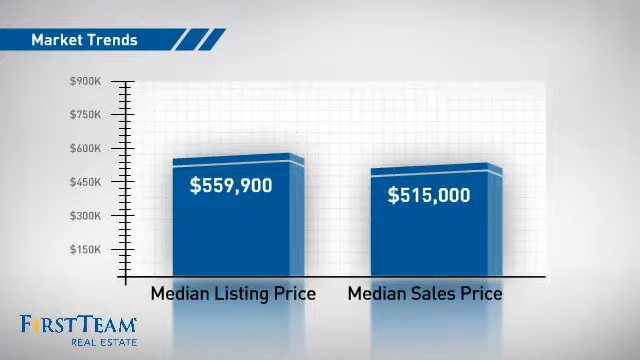 Market Trends
$900K
$750K
$600K
$450K
$300K
$150K
$559,900
$515,000
Median Listing Price
Median Sales Price
FIRSTTEAM®
REAL ESTATE